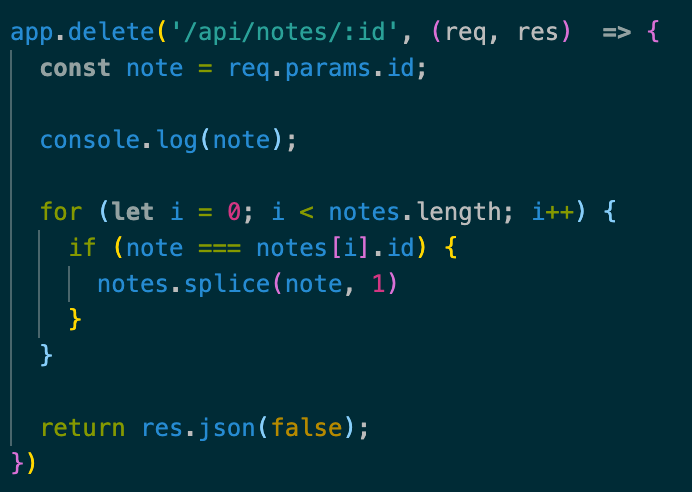 app.delete('/api/notes/:id', (req, res)  => {
  const note = req.params.id;

  console.log(note);

  for (let i = 0; i < notes.length; i++) {
    if (note === notes[i].id) {
      notes.splice(note, 1)
    }
  }

  return res.json(false);
})